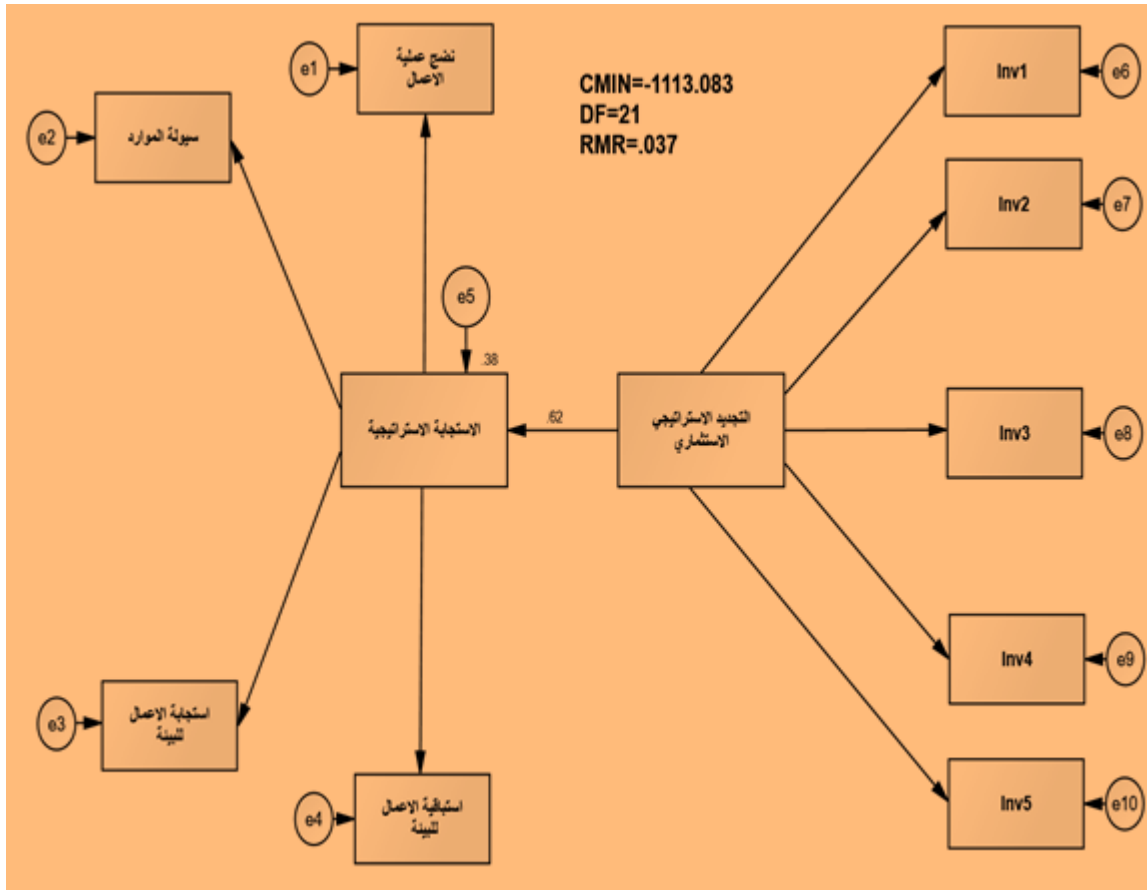 e1
نضج عملية
الاعمال
CMIN=-1113.083
DF=21
RMR=.037
Inv1
e6
e2
سيولة الموارد
Inv2
e7
e5
.38
الاستجابة الاستراتيجية
.62
التجديد الاستراتيجي
الاستثماري
Inv3
e8
e3
استجابة الاعمال
للبيئة
Inv4
e9
e4
استباقية الاعمال
للبيئة
Inv5
e10